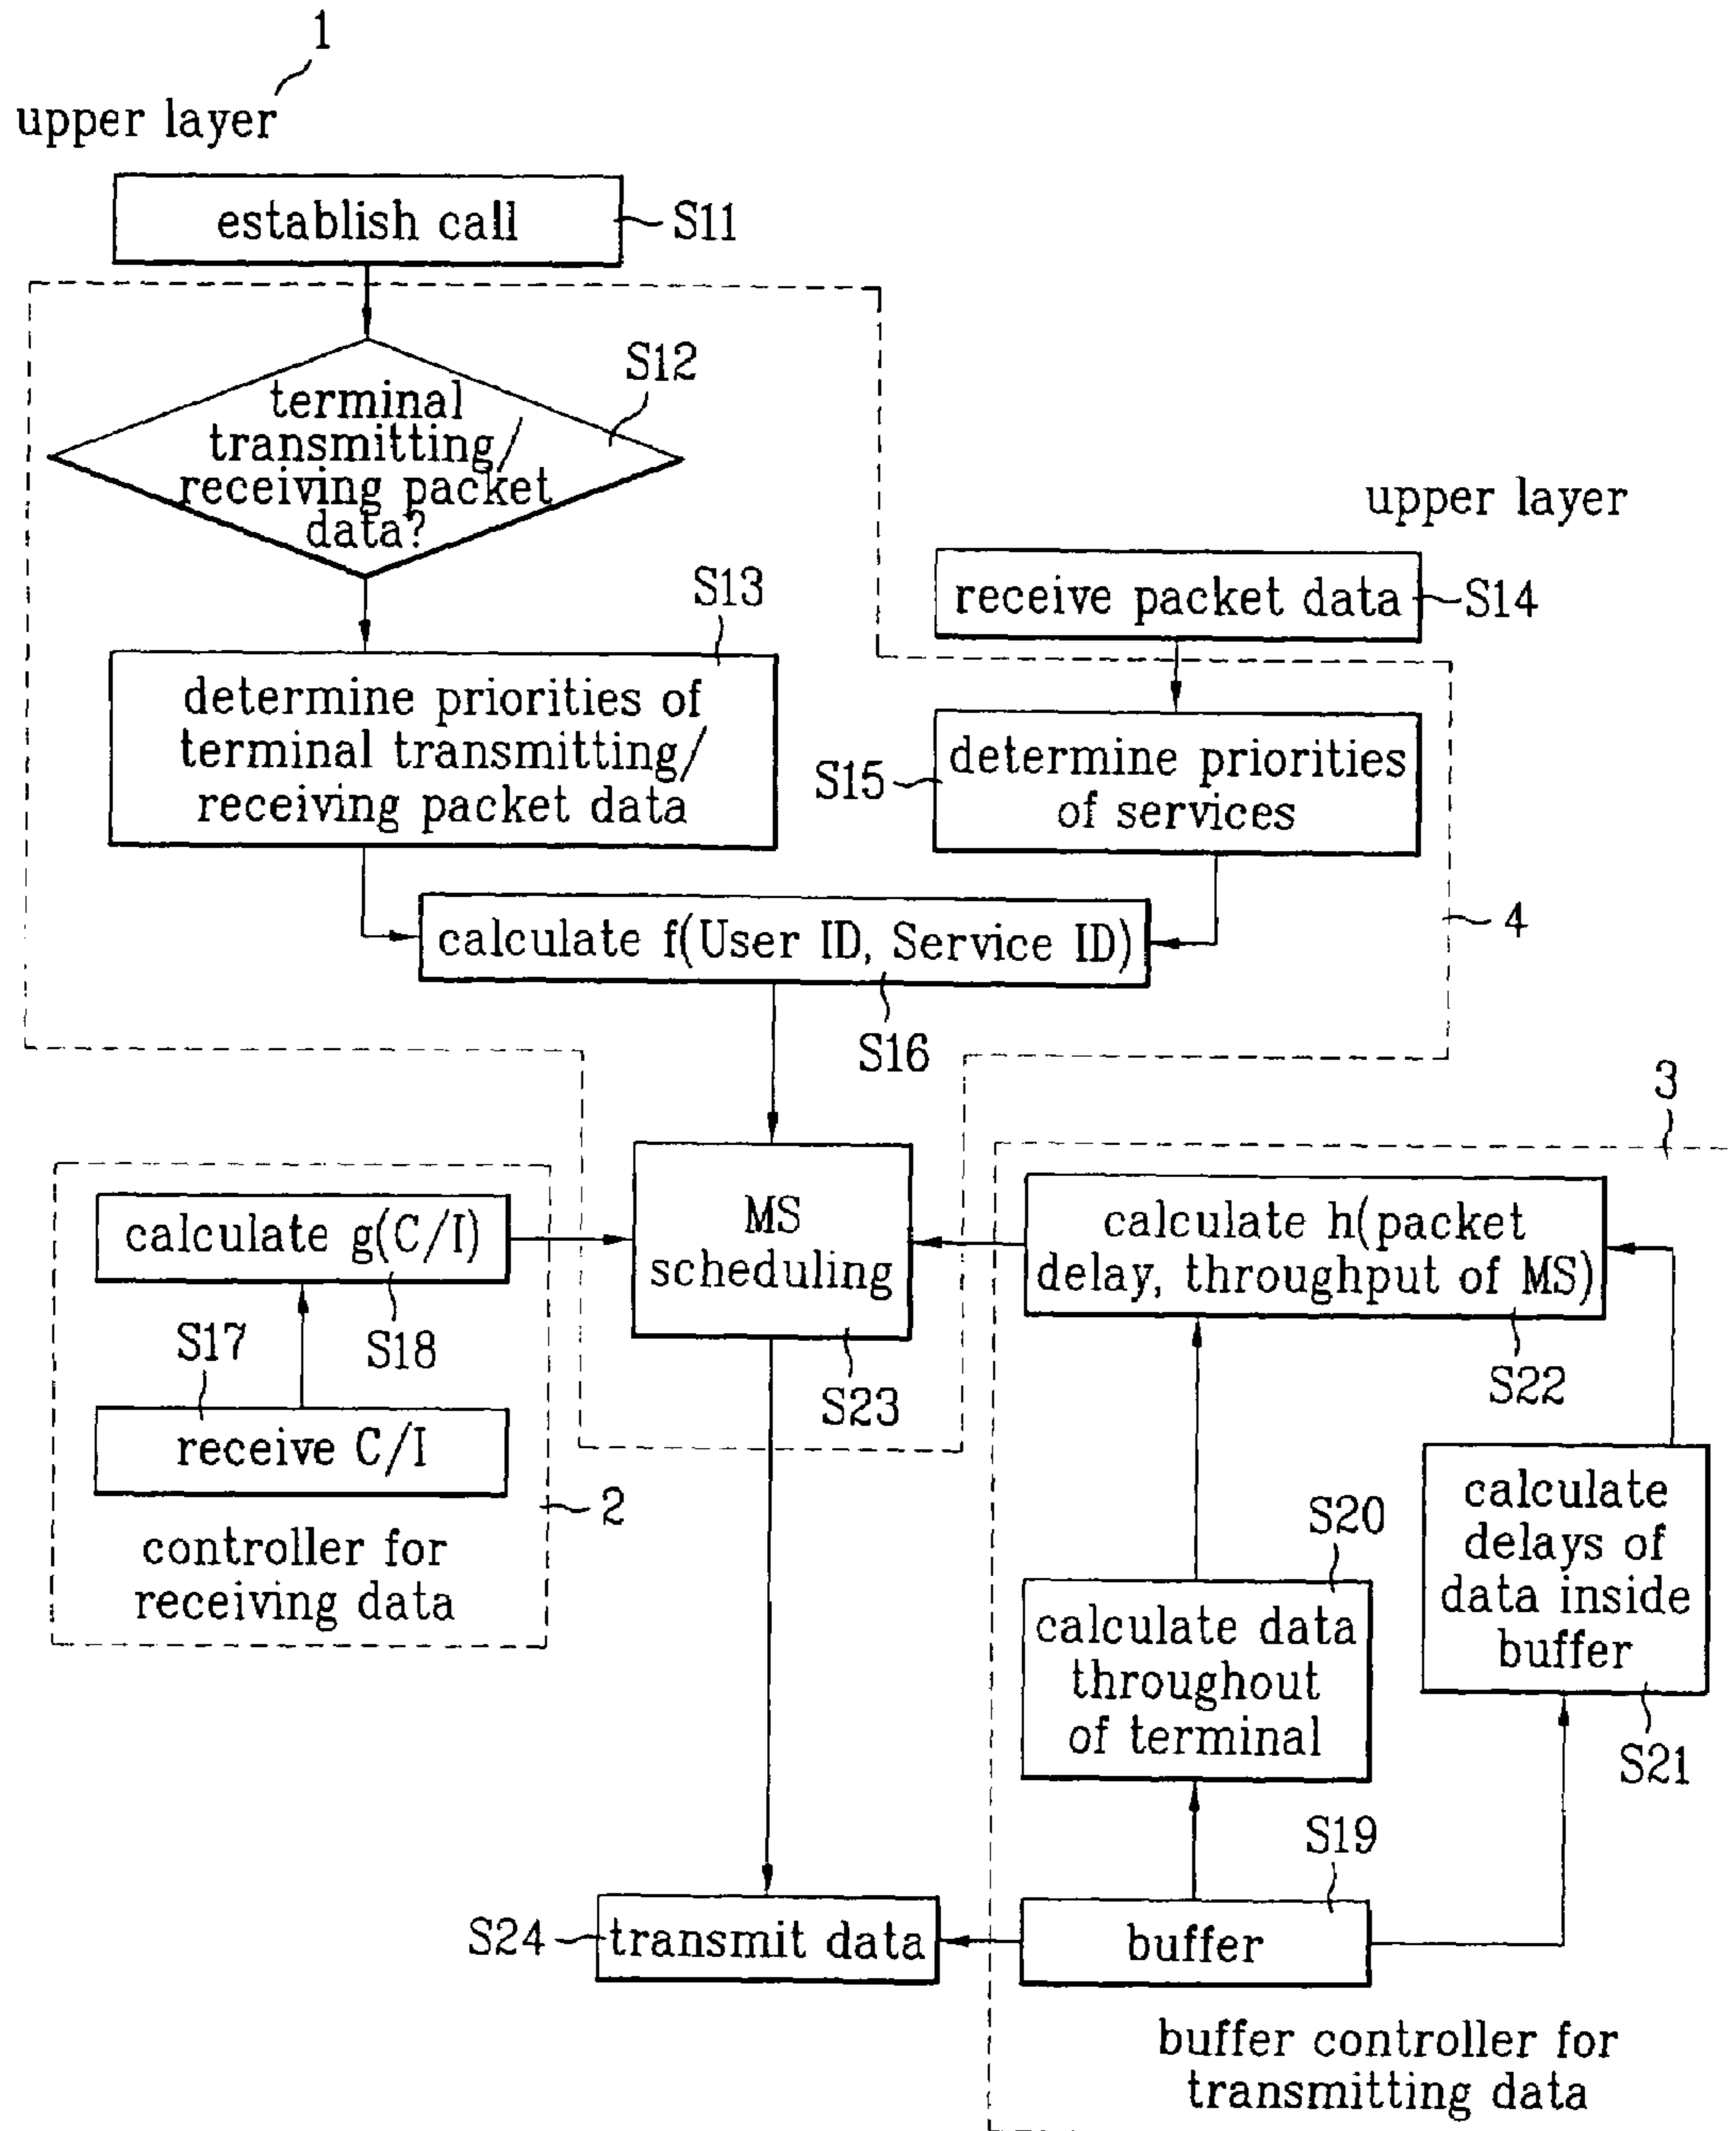 1
upper layer
establish call
S11
S12
terminal
transmitting/
receiving packet
data?
upper layer
receive packet data
S14
S13
determine priorities of
terminal transmitting/
receiving packet data
S15
determine priorities
of services
calculate f(User ID, Service ID)
4
S16
3
calculate g(C/I)
MS
scheduling
calculate h(packet
delay, throughput of MS)
S17
S18
S23
S22
receive C/I
2
controller for
receiving data
S20
calculate
delays of
data inside
buffer
calculate data
throughout
of terminal
S21
S19
S24
transmit data
buffer
buffer controller for
transmitting data